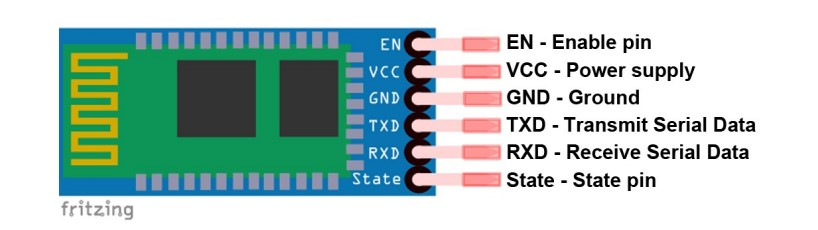 EN EN - Enable pin
VCC VCC - Power supply
GND GND - Ground
TXD TXD - Transmit Serial Data
RXD RXD - Receive Serial Data
State State - State pin
fritzing